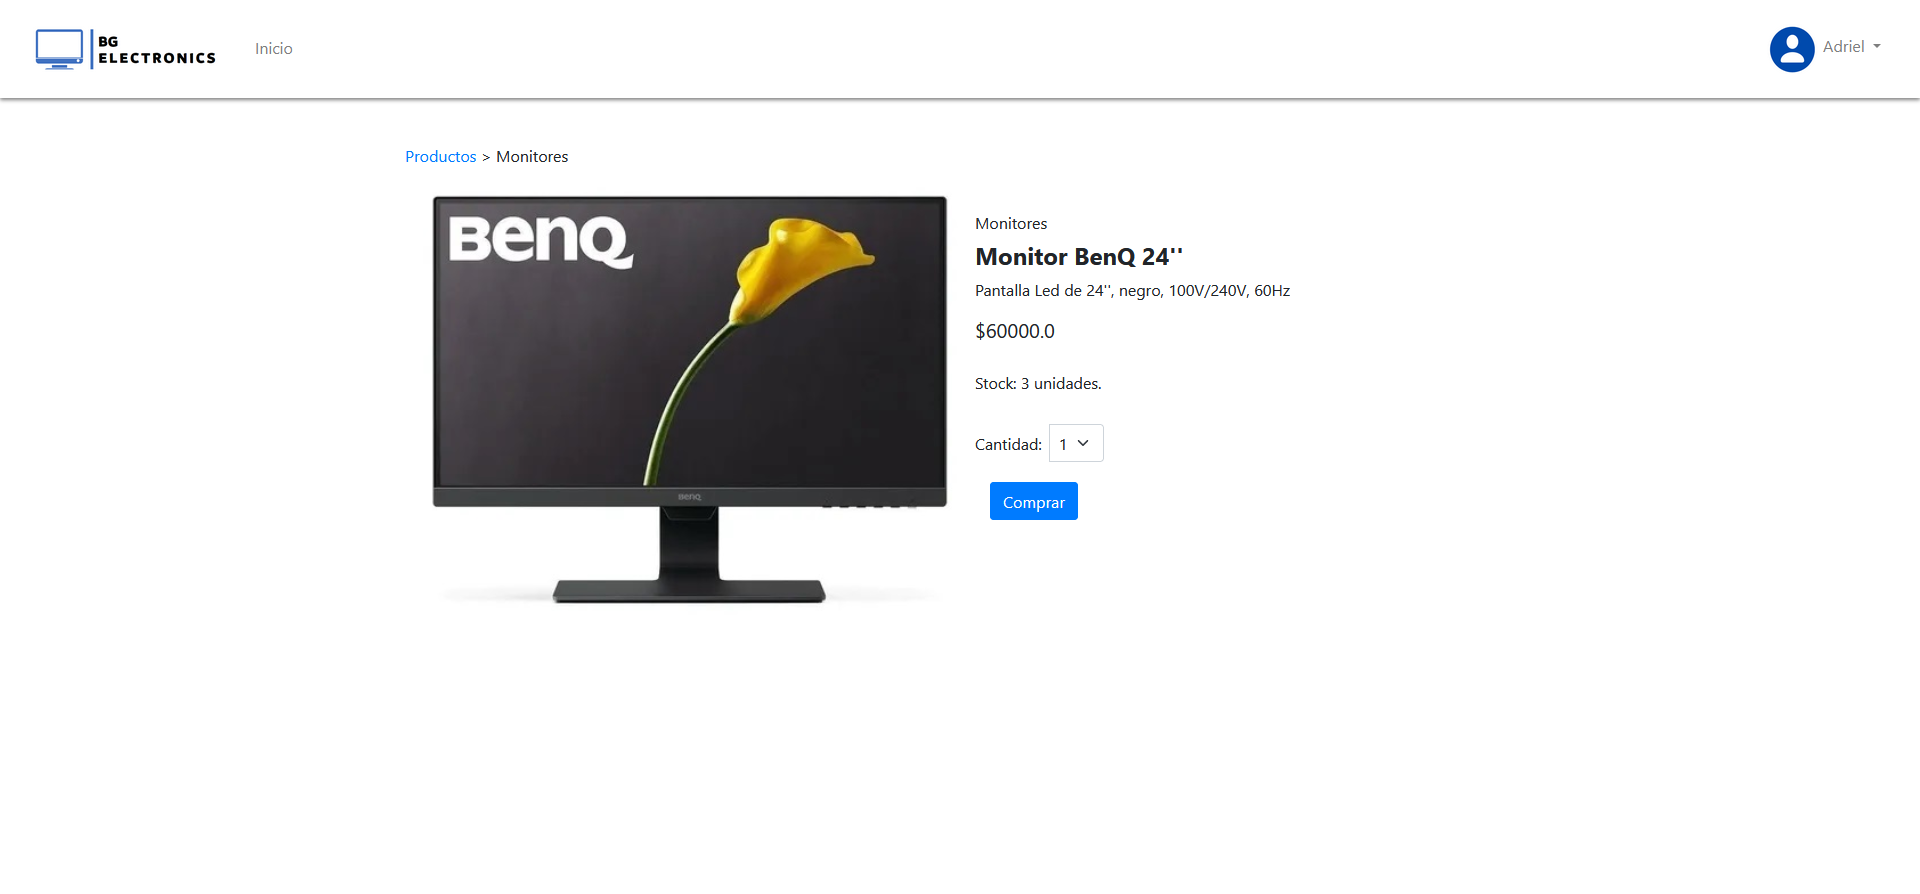 BG
ELECTRONICS
Inicio
Adriel
Productos > Monitores
BenQ
BenQ
Monitores
Monitor BenQ 24''
Pantalla Led de 24'', negro, 100V/240V, 60Hz
$60000.0
Stock: 3 unidades.
Cantidad: 1
Comprar